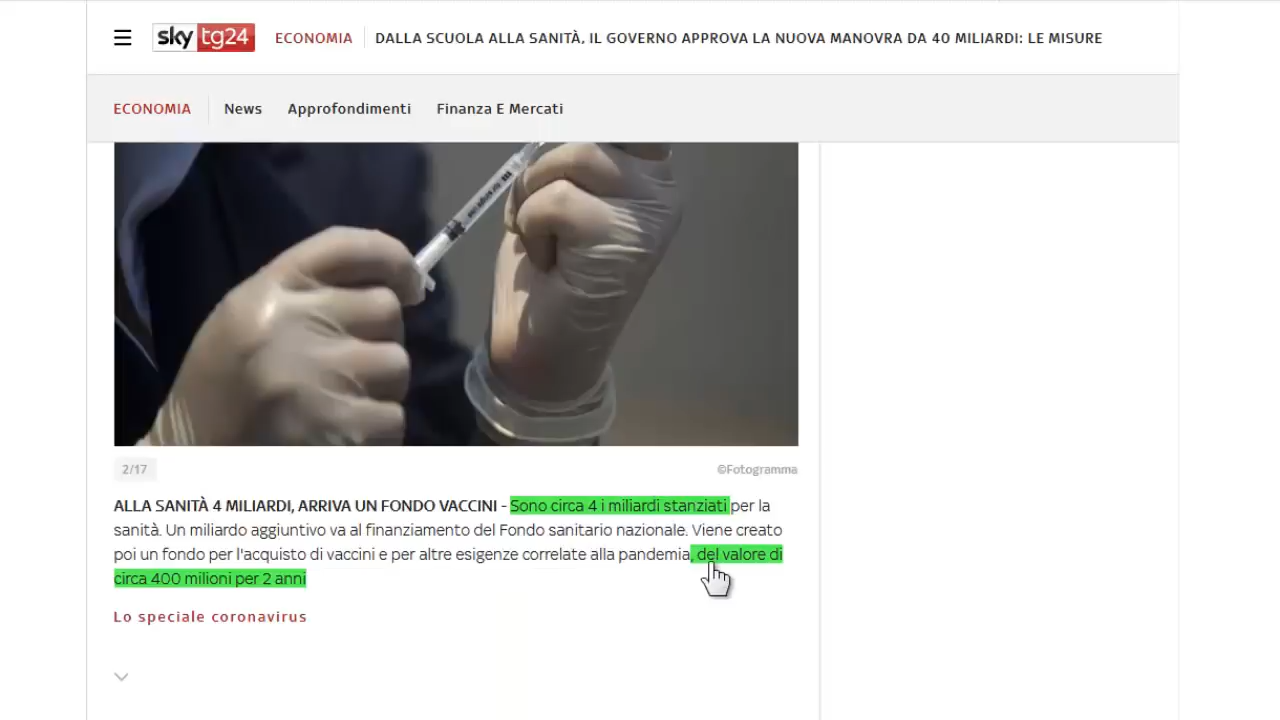 sky tg24 ECONOMIA DALLA SCUOLA ALLA SANITÀ, IL GOVERNO APPROVA LA NUOVA MANOVRA DA 40 MILIARDI: LE MISURE
ECONOMIA News Approfondimenti Finanza E Mercati
2/17 ©Fotogramma
ALLA SANITÀ 4 MILIARDI, ARRIVA UN FONDO VACCINI - Sono circa 4 i miliardi stanziati per la
sanità. Un miliardo aggiuntivo va al finanziamento del Fondo sanitario nazionale. Viene creato
poi un fondo per l'acquisto di vaccini e per altre esigenze correlate alla pandemia, del valore di
circa 400 milioni per 2 anni
Lo speciale coronavirus